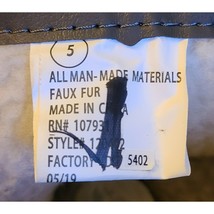 5
ALL MAN-MADE MATERIALS
FAUX FUR
MADE IN
RN# 10793
STYLE#
FACTORY 5402
05/19